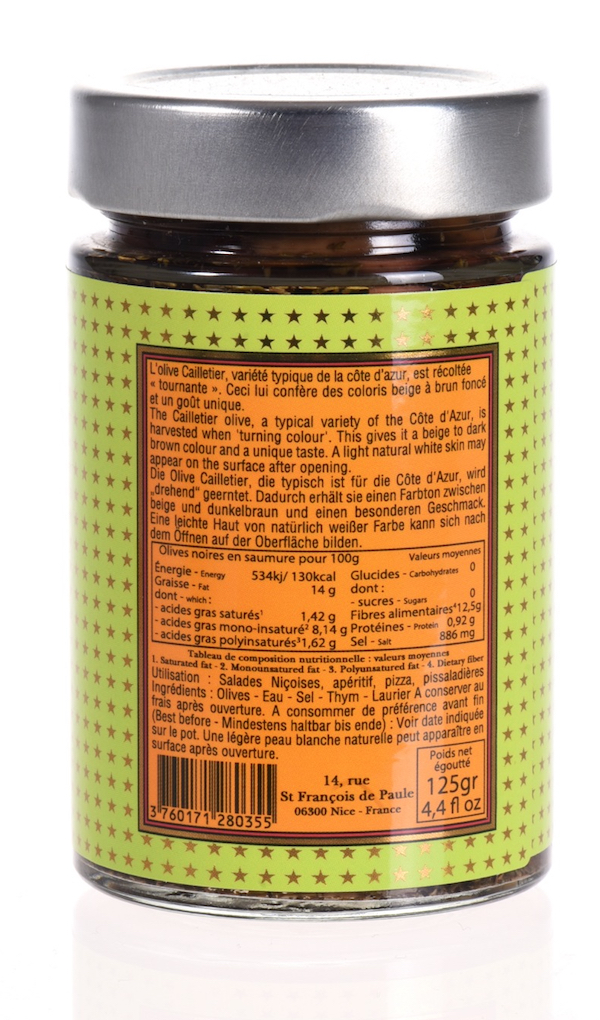 L'olive Cailletier, variété typique de la côte d'azur, est récoltée
« tournante ». Ceci lui confère des coloris beige à brun foncé
et un goût unique.
The Cailletier olive, a typical variety of the Côte d'Azur, is
harvested when 'turning colour'. This gives it a beige to dark
brown colour and a unique taste. A light natural white skin may
appear on the surface after opening.
Die Olive Cailletier, die typisch ist für die Côte d'Azur, wird
„drehend" geerntet. Dadurch erhält sie einen Farbton zwischen
beige und dunkelbraun und einen besonderen Geschmack.
Eine leichte Haut von natürlich weißer Farbe kann sich nach
dem Öffnen auf der Oberfläche bilden.
Olives noires en saumure pour 100g Valeurs moyennes
Énergie - Energy 534kj/ 130kcal Glucides - Carbohydrates 0
Graisse - Fat 14 g dont :
dont - which : - sucres - Sugars 0
- acides gras saturés¹ 1,42 g Fibres alimentaires⁴ 12,5g
- acides gras mono-insaturé² 8,14 g Protéines - Protein 0,92 g
- acides gras polyinsaturés³ 1,62 g Sel - Salt 886 mg
Tableau de composition nutritionnelle : valeurs moyennes
1. Saturated fat - 2. Monounsatured fat - 3. Polyunsatured fat - 4. Dietary fiber
Utilisation : Salades Niçoises, apéritif, pizza, pissaladières
Ingrédients : Olives - Eau - Sel - Thym - Laurier A conserver au
frais après ouverture. A consommer de préférence avant fin
(Best before - Mindestens haltbar bis ende) : Voir date indiquée
sur le pot. Une légère peau blanche naturelle peut apparaître en
surface après ouverture.
14, rue
St François de Paule
06300 Nice - France
Poids net
égoutté
125gr
4,4 fl oz
3 760171 280355